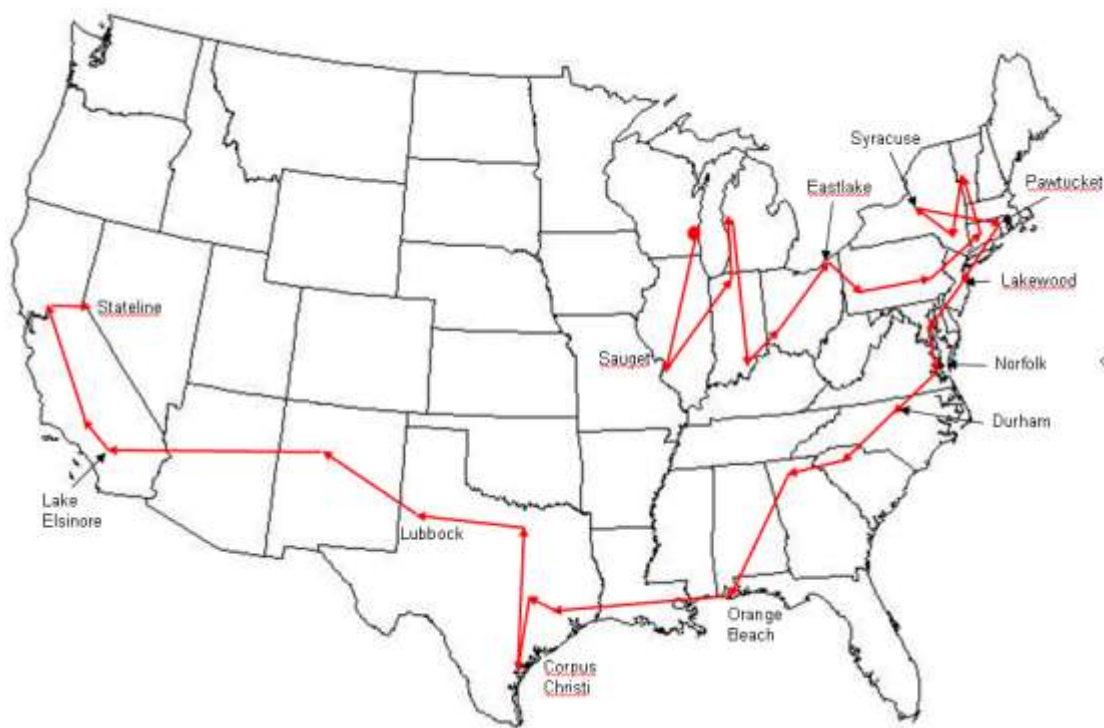 Syracuse
Eastlake
Pawtucket
Lakewood
Stateline
Sauget
Norfolk
Durham
Lake
Elsinore
Lubbock
Orange
Beach
Corpus
Christi